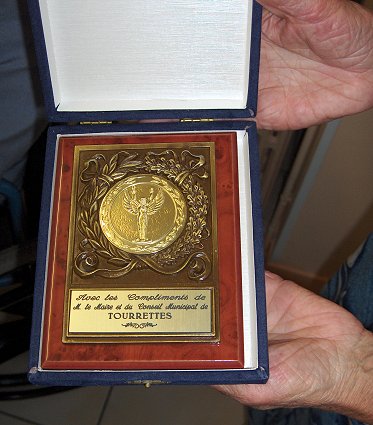 Avec les Compliments de
M. le Maire et du Conseil Municipal de
TOURRETTES